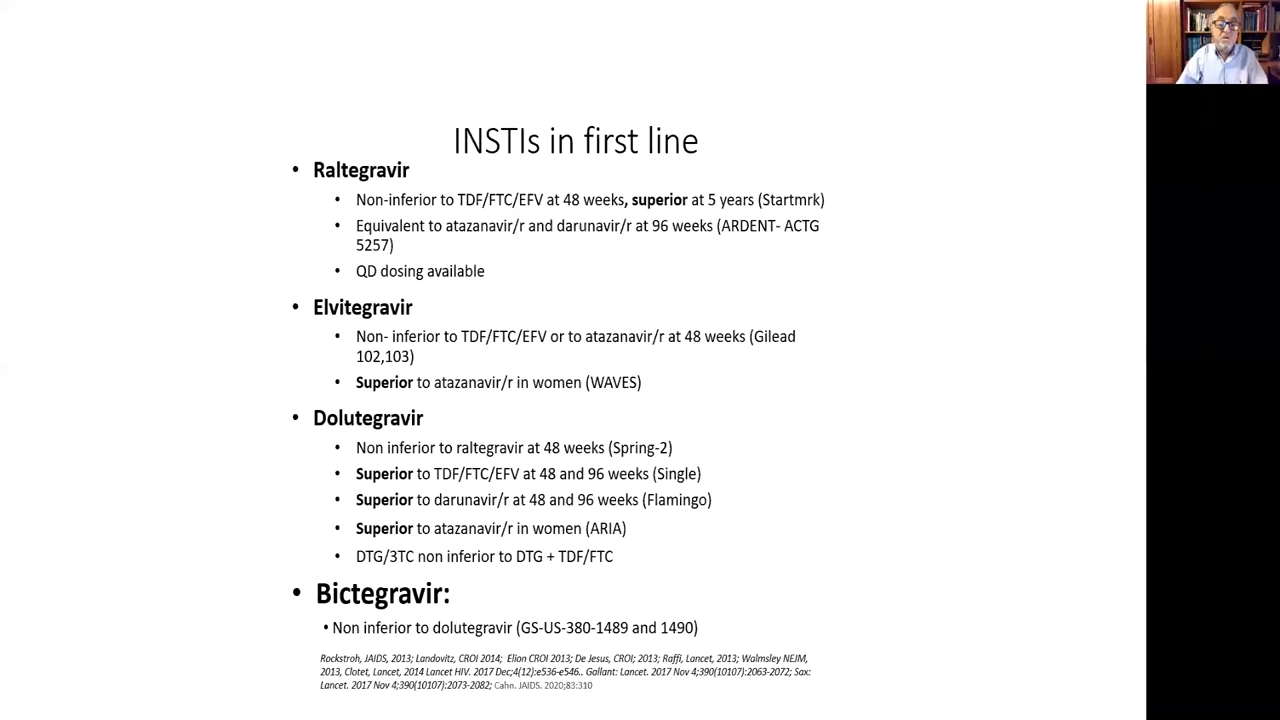 INSTIs in first line
• Raltegravir
• Non-inferior to TDF/FTC/EFV at 48 weeks, superior at 5 years (Startmrk)
• Equivalent to atazanavir/r and darunavir/r at 96 weeks (ARDENT- ACTG
5257)
• QD dosing available
• Elvitegravir
• Non- inferior to TDF/FTC/EFV or to atazanavir/r at 48 weeks (Gilead
102,103)
• Superior to atazanavir/r in women (WAVES)
• Dolutegravir
• Non inferior to raltegravir at 48 weeks (Spring-2)
• Superior to TDF/FTC/EFV at 48 and 96 weeks (Single)
• Superior to darunavir/r at 48 and 96 weeks (Flamingo)
• Superior to atazanavir/r in women (ARIA)
• DTG/3TC non inferior to DTG + TDF/FTC
• Bictegravir:
• Non inferior to dolutegravir (GS-US-380-1489 and 1490)
Rockstroh, JAIDS, 2013; Landovitz, CROI 2014; Elion CROI 2013; De Jesus, CROI; 2013; Raffi, Lancet, 2013; Walmsley NEJM,
2013, Clotet, Lancet, 2014 Lancet HIV. 2017 Dec;4(12):e536-e546.. Gallant: Lancet. 2017 Nov 4;390(10107):2063-2072; Sax:
Lancet. 2017 Nov 4;390(10107):2073-2082; Cahn. JAIDS. 2020;83:310